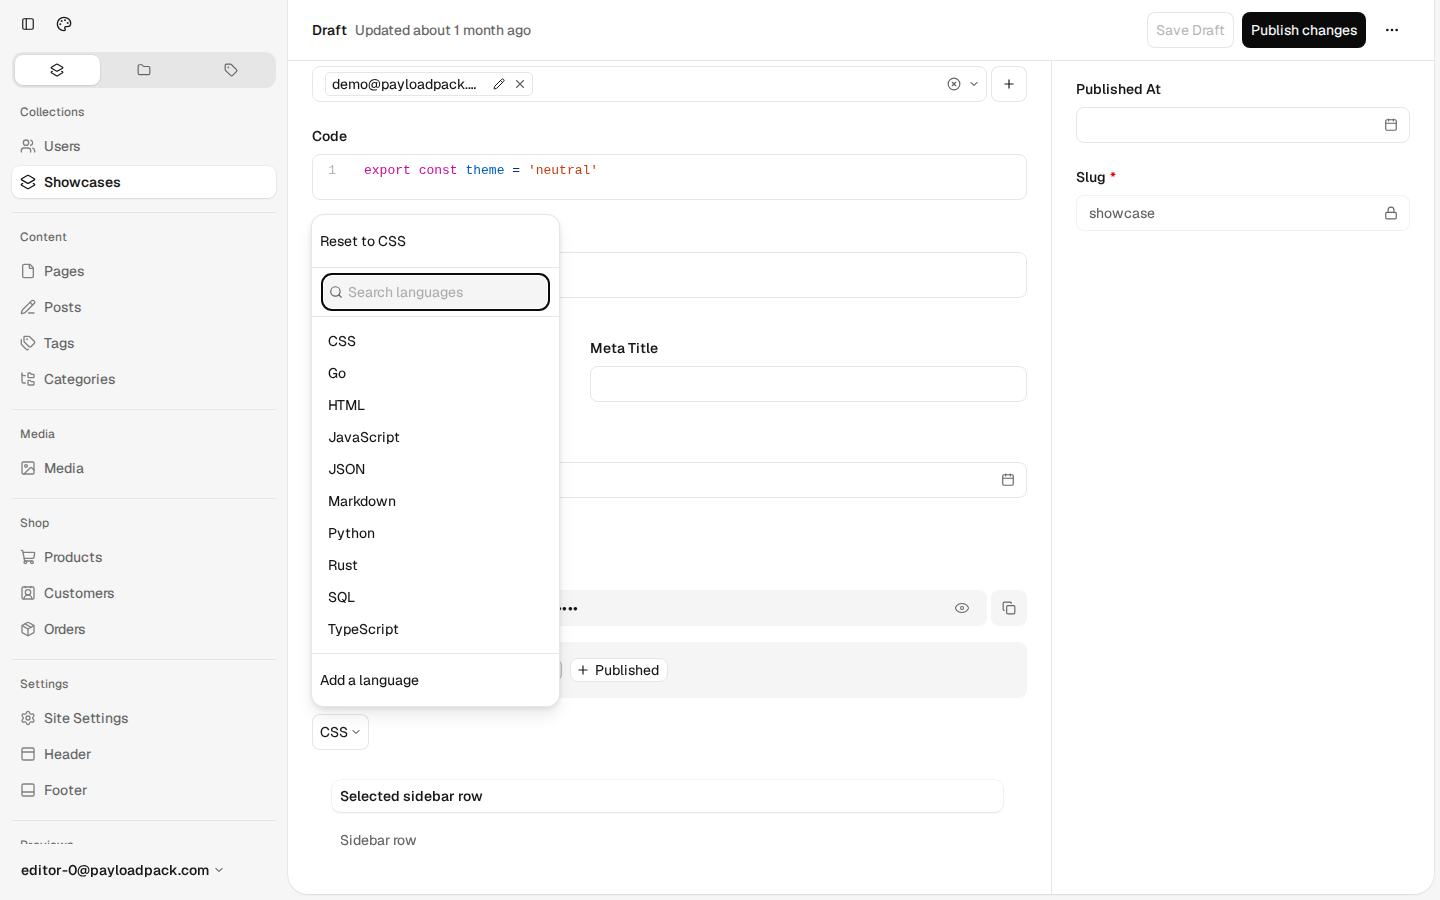 Collections
Users
Showcases
Content
Pages
Posts
Tags
Categories
Media
Media
Shop
Products
Customers
Orders
Settings
Site Settings
Header
Footer
editor-0@payloadpack.com
Draft Updated about 1 month ago
Save Draft
Publish changes
demo@payloadpack....
Code
1 export const theme = 'neutral'
Reset to CSS
Search languages
CSS
Go
HTML
JavaScript
JSON
Markdown
Python
Rust
SQL
TypeScript
Add a language
Meta Title
Published
CSS
Selected sidebar row
Sidebar row
Published At
Slug *
showcase